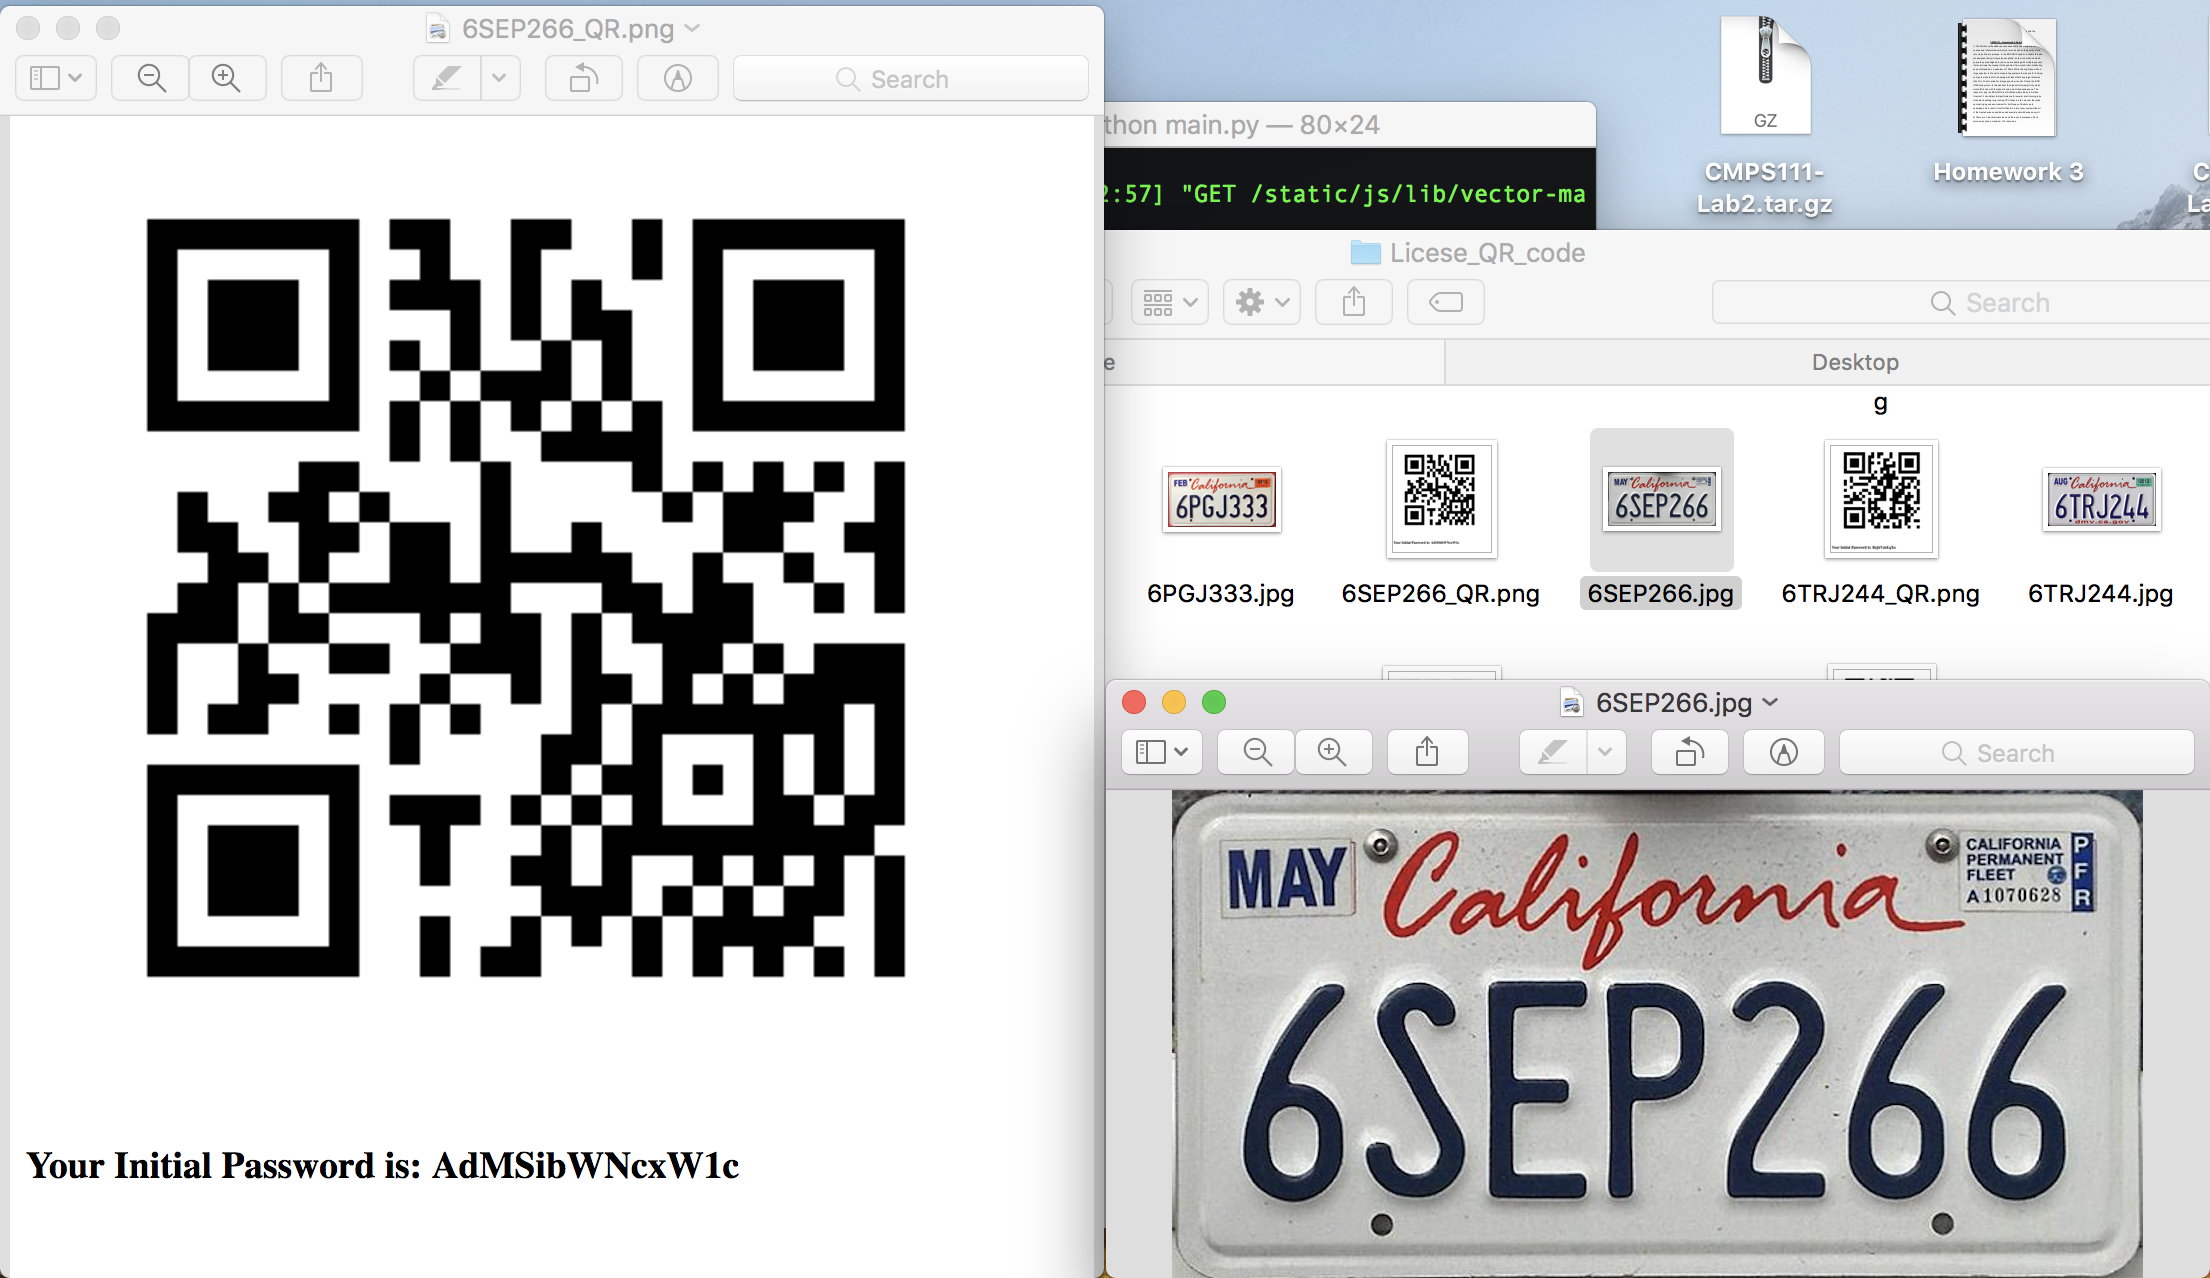 6SEP266_QR.png
Search
Your Initial Password is: AdMSibWNcxW1c
thon main.py — 80×24
2:57] "GET /static/js/lib/vector-ma
GZ
CMPS111-
Lab2.tar.gz
Homework 3
C
La
Licese_QR_code
Search
e
Desktop
g
FEB California
6PGJ333
MAY California
6SEP266
AUG California
6TRJ244
dmv.ca.gov
6PGJ333.jpg
6SEP266_QR.png
6SEP266.jpg
6TRJ244_QR.png
6TRJ244.jpg
6SEP266.jpg
Search
MAY
California
CALIFORNIA
PERMANENT
FLEET
A1070628
PFR
6SEP266